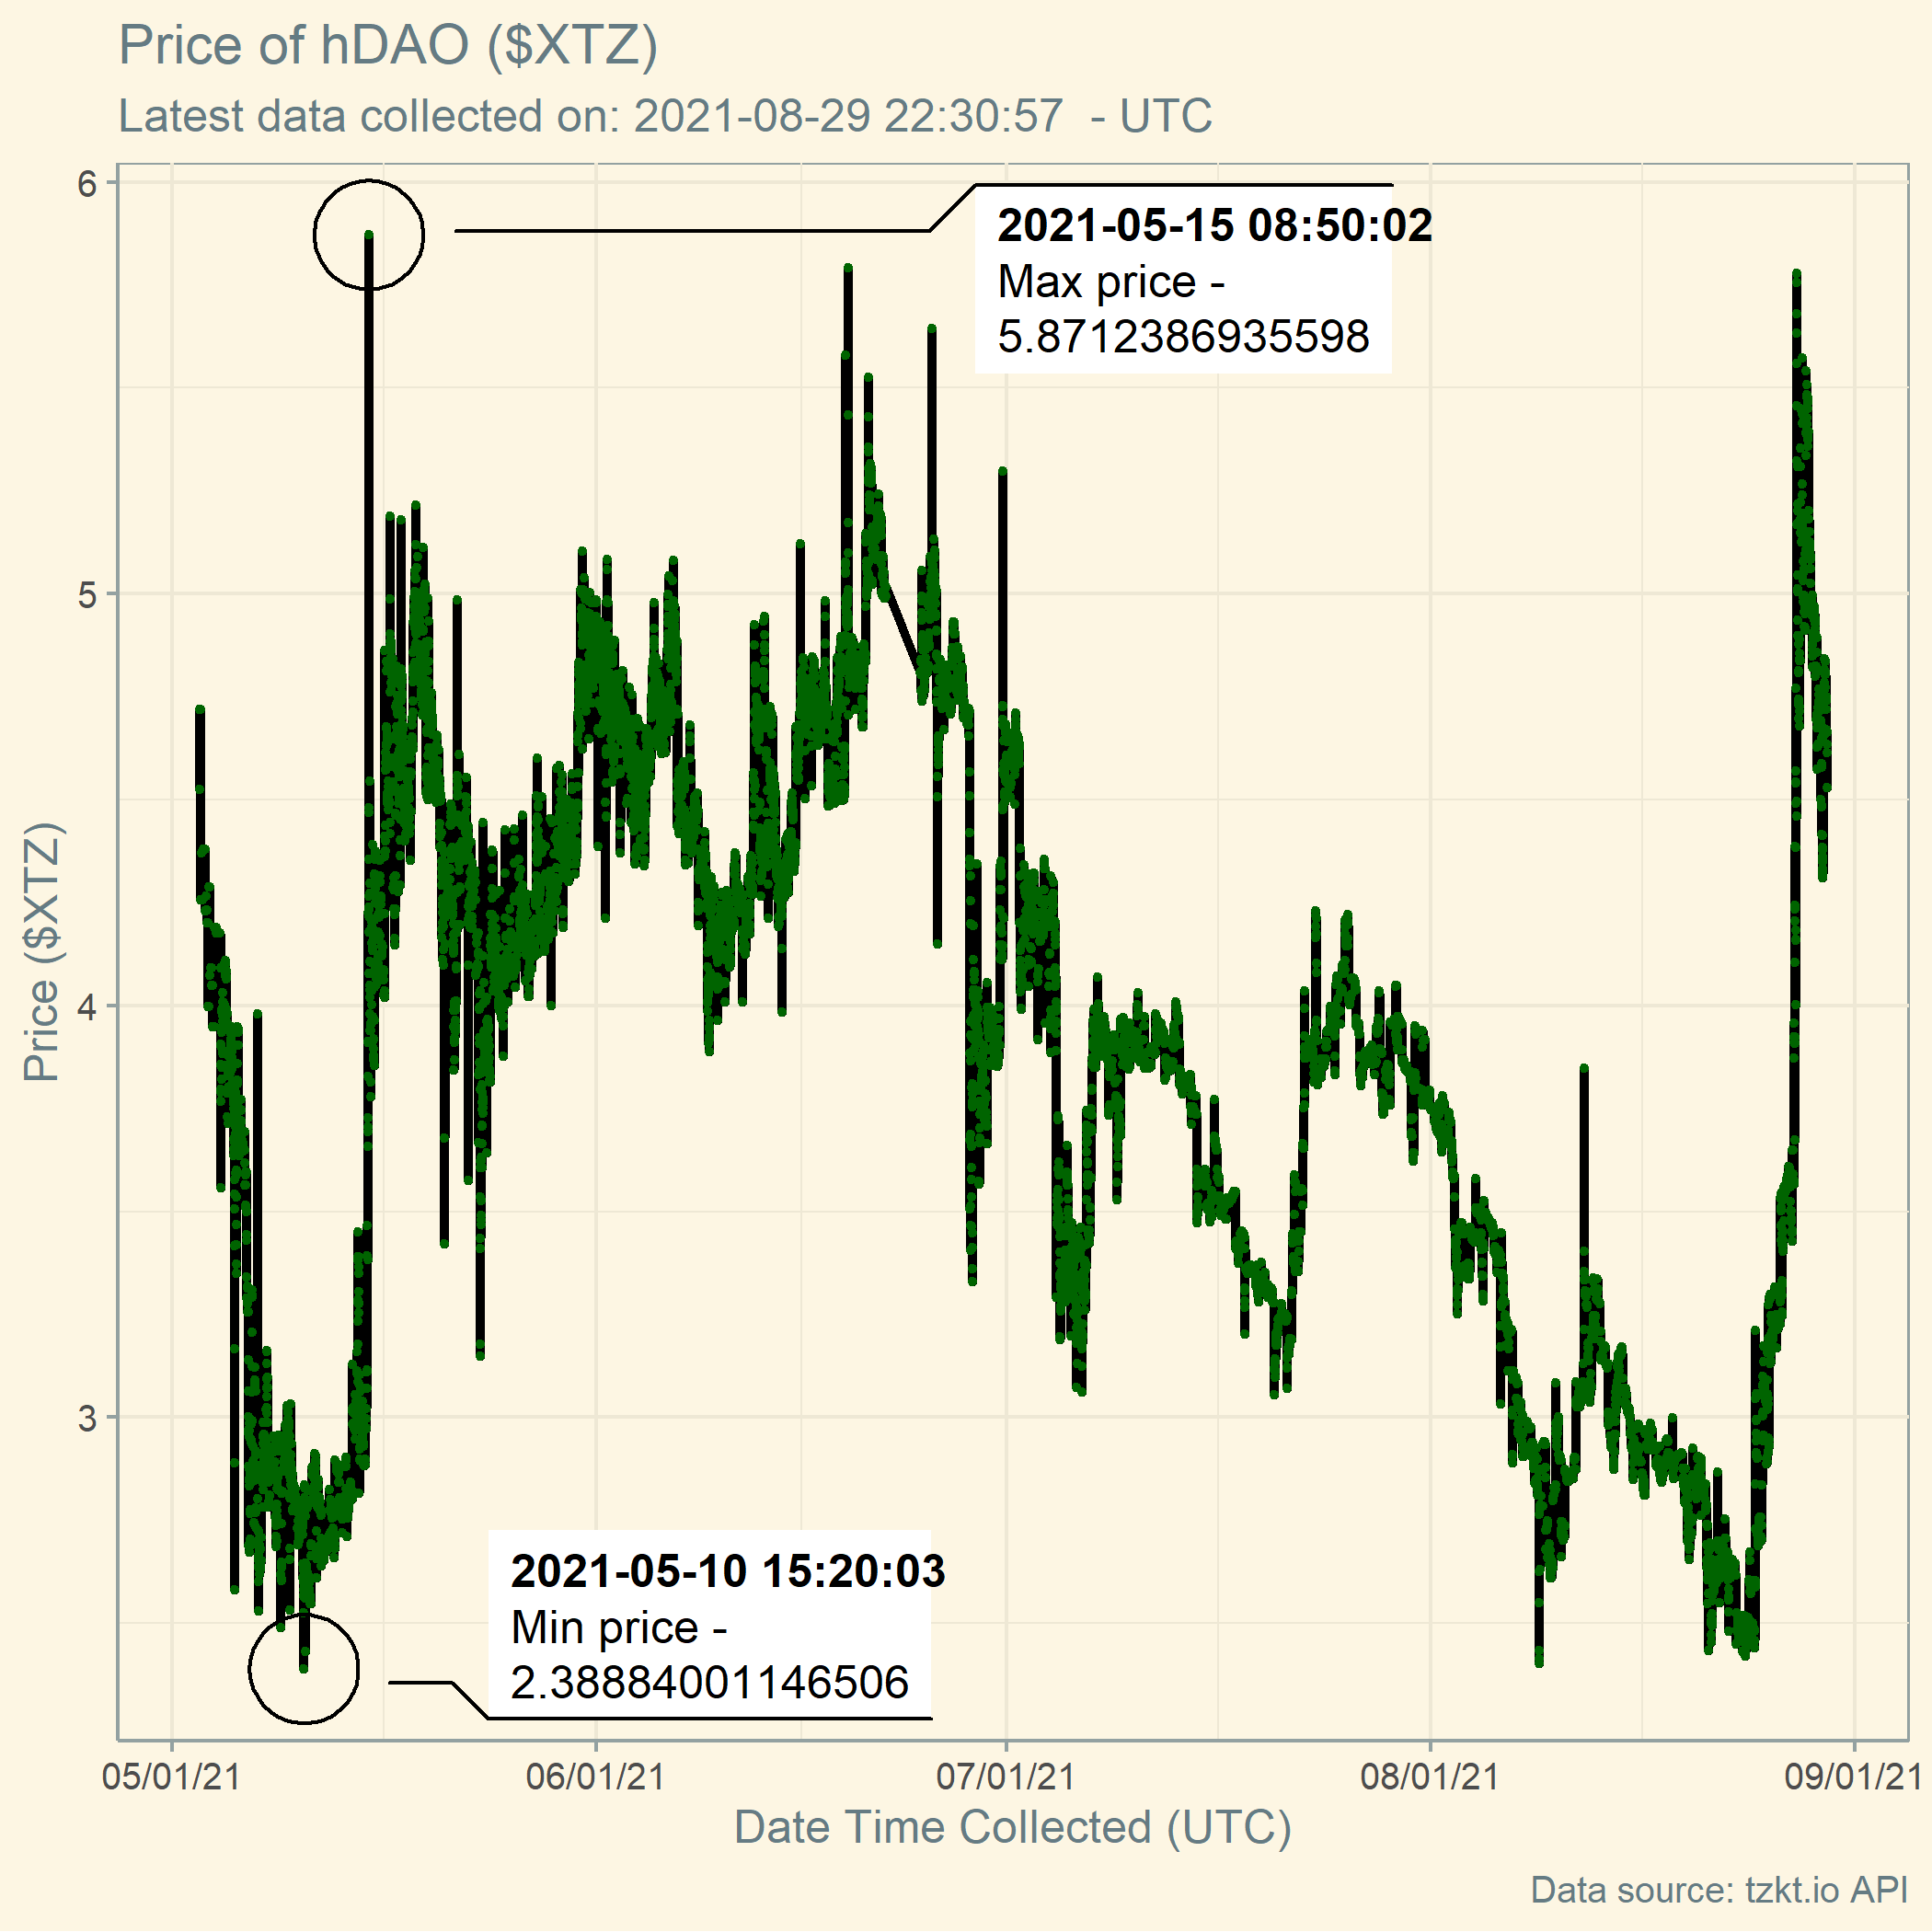 Price of hDAO ($XTZ)
Latest data collected on: 2021-08-29 22:30:57  - UTC
6
5
4
3
Price ($XTZ)
2021-05-15 08:50:02
Max price -
5.8712386935598
2021-05-10 15:20:03
Min price -
2.38884001146506
05/01/21
06/01/21
07/01/21
08/01/21
09/01/21
Date Time Collected (UTC)
Data source: tzkt.io API